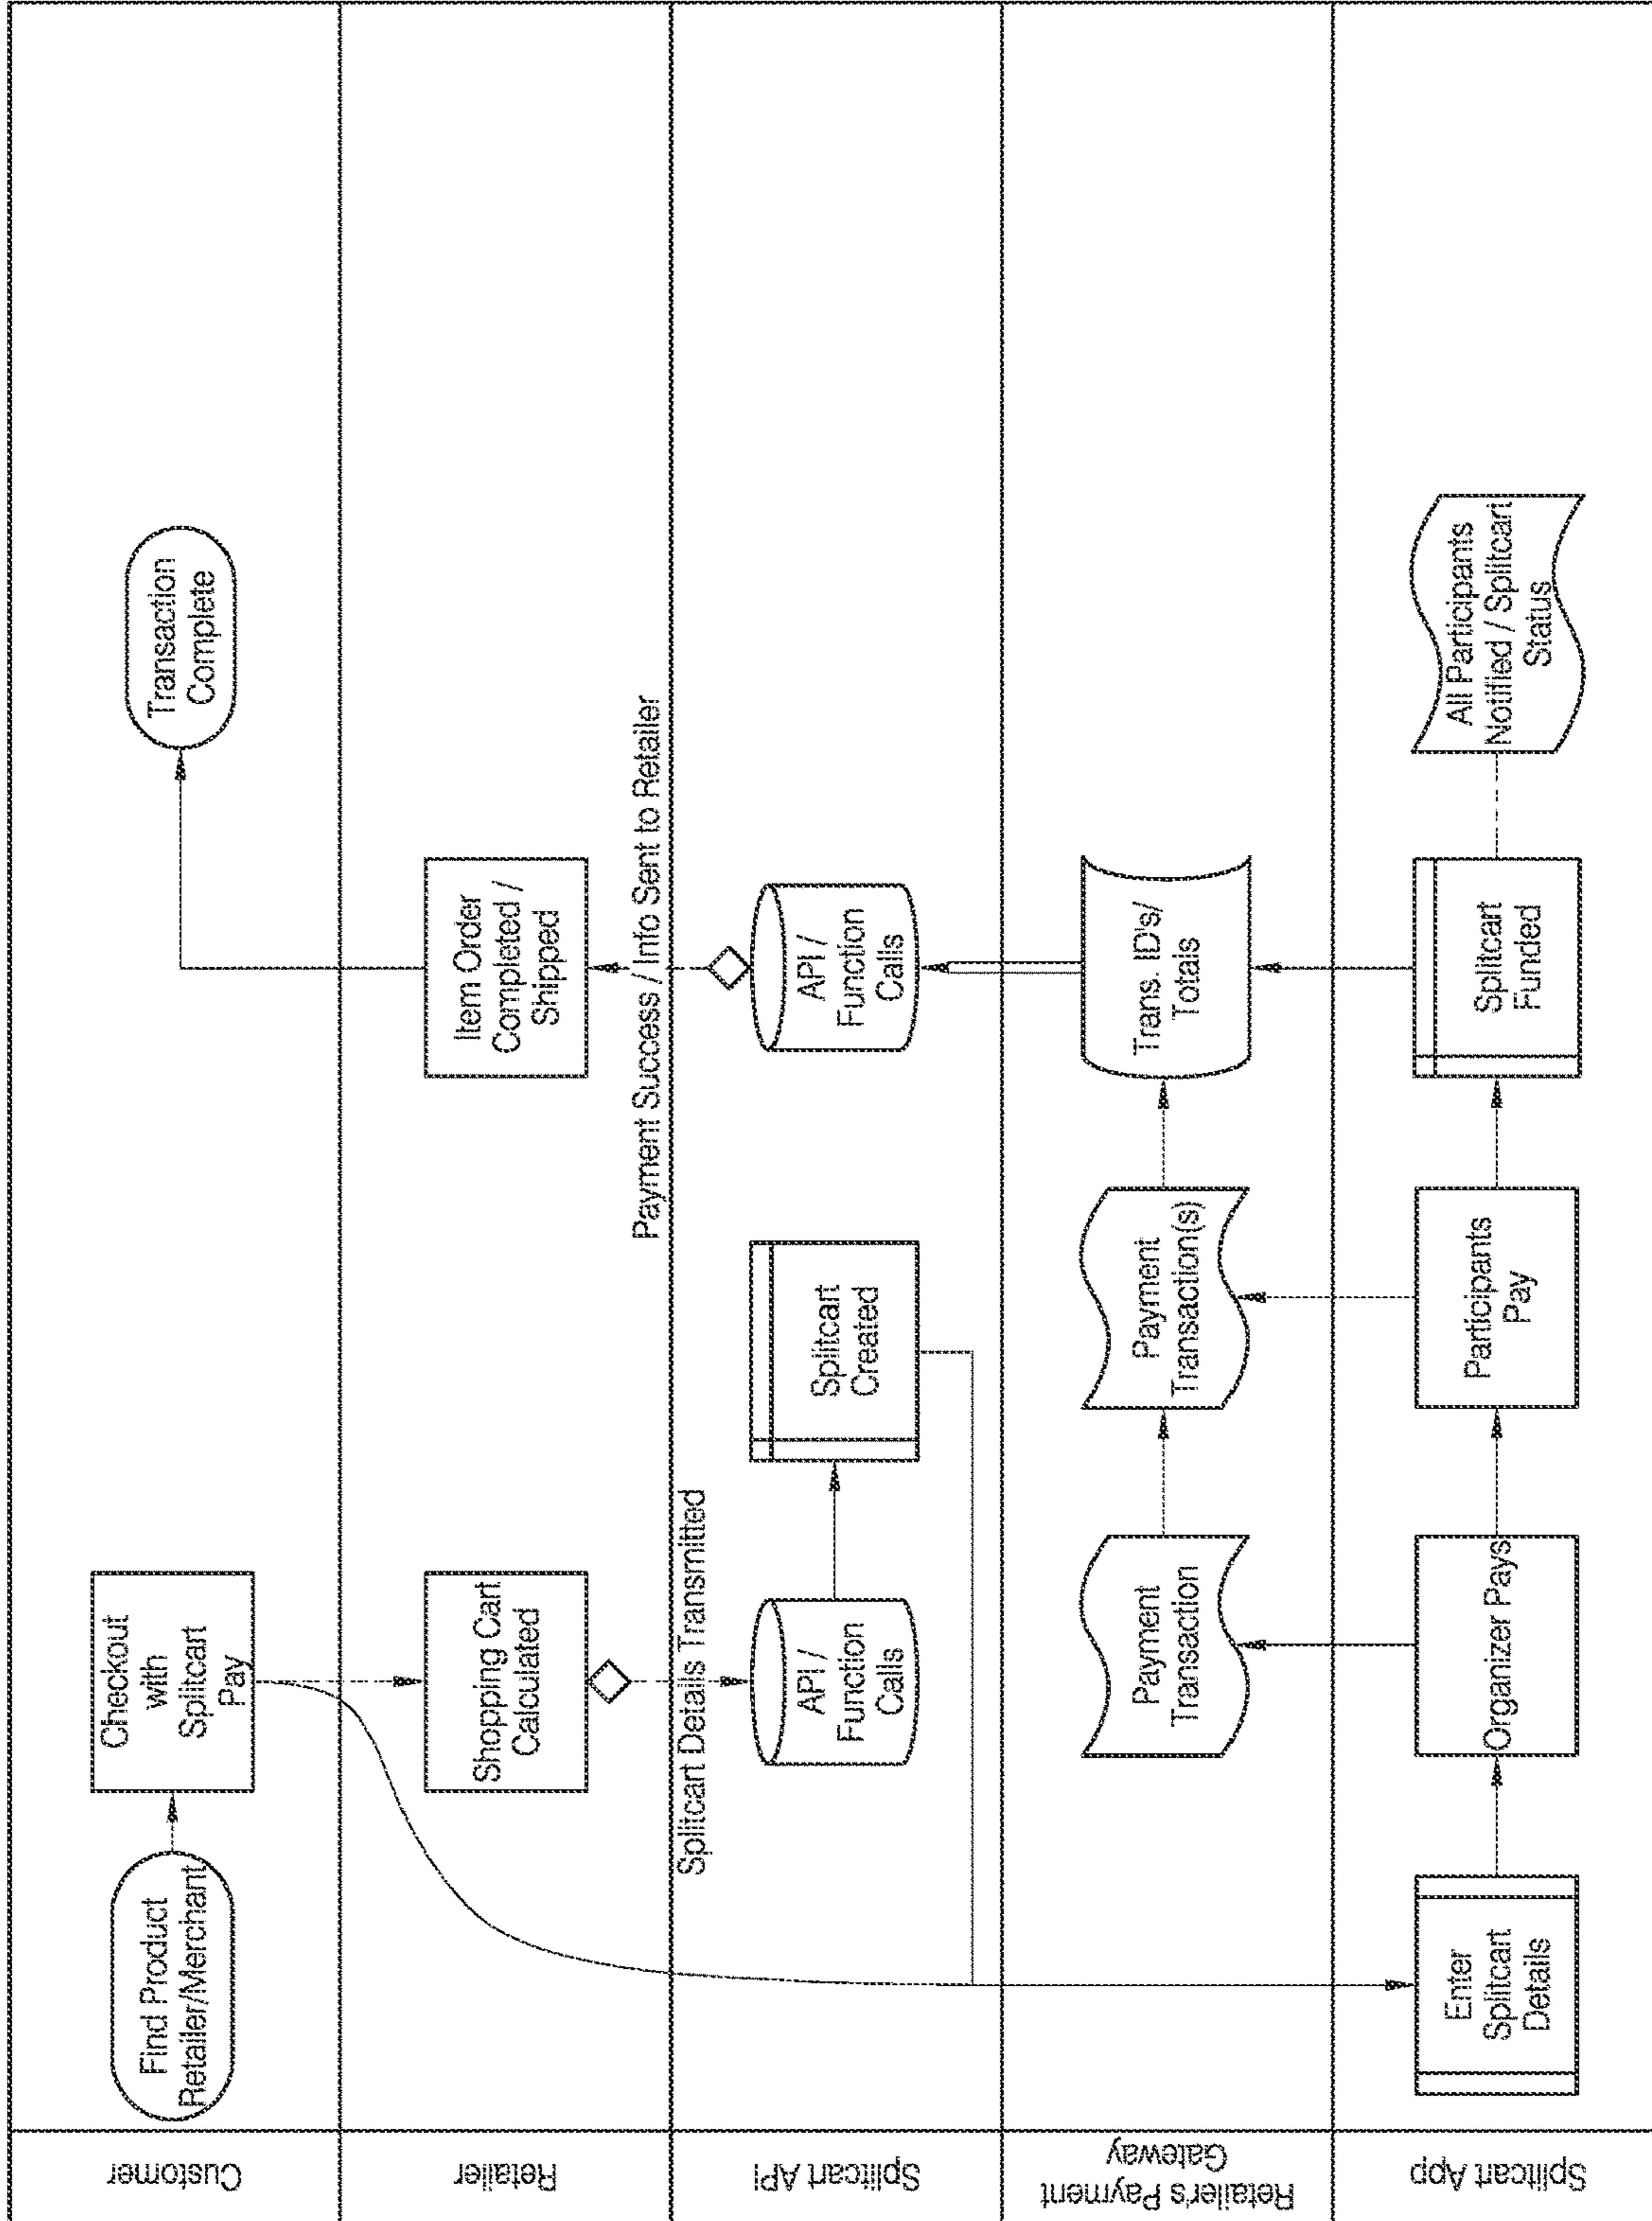 Customer
Find Product
Retailer/Merchant
Checkout
with
Splitcart
Pay
Transaction
Complete
Retailer
Shopping Cart
Calculated
Item Order
Completed /
Shipped
Payment Success / Info Sent to Retailer
Splitcart API
Splitcart Details Transmitted
API /
Function
Calls
Splitcart
Created
API /
Function
Calls
Retailer's Payment
Gateway
Payment
Transaction
Payment
Transaction(s)
Trans. ID's/
Totals
Splitcart App
Enter
Splitcart
Details
Organizer Pays
Participants
Pay
Splitcart
Funded
All Participants
Notified / Splitcart
Status